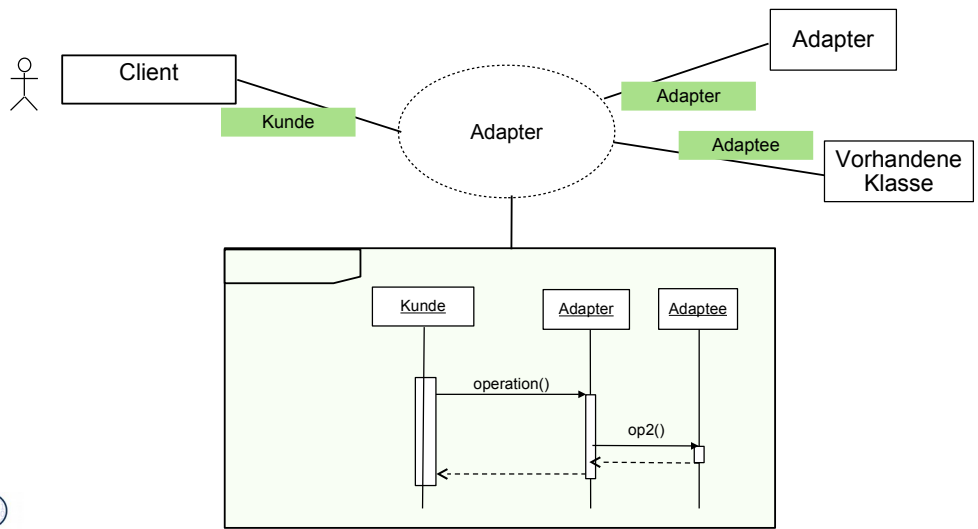 Adapter
Client
Adapter
Kunde
Adapter
Adaptee
Vorhandene
Klasse
Kunde
Adapter
Adaptee
operation()
op2()